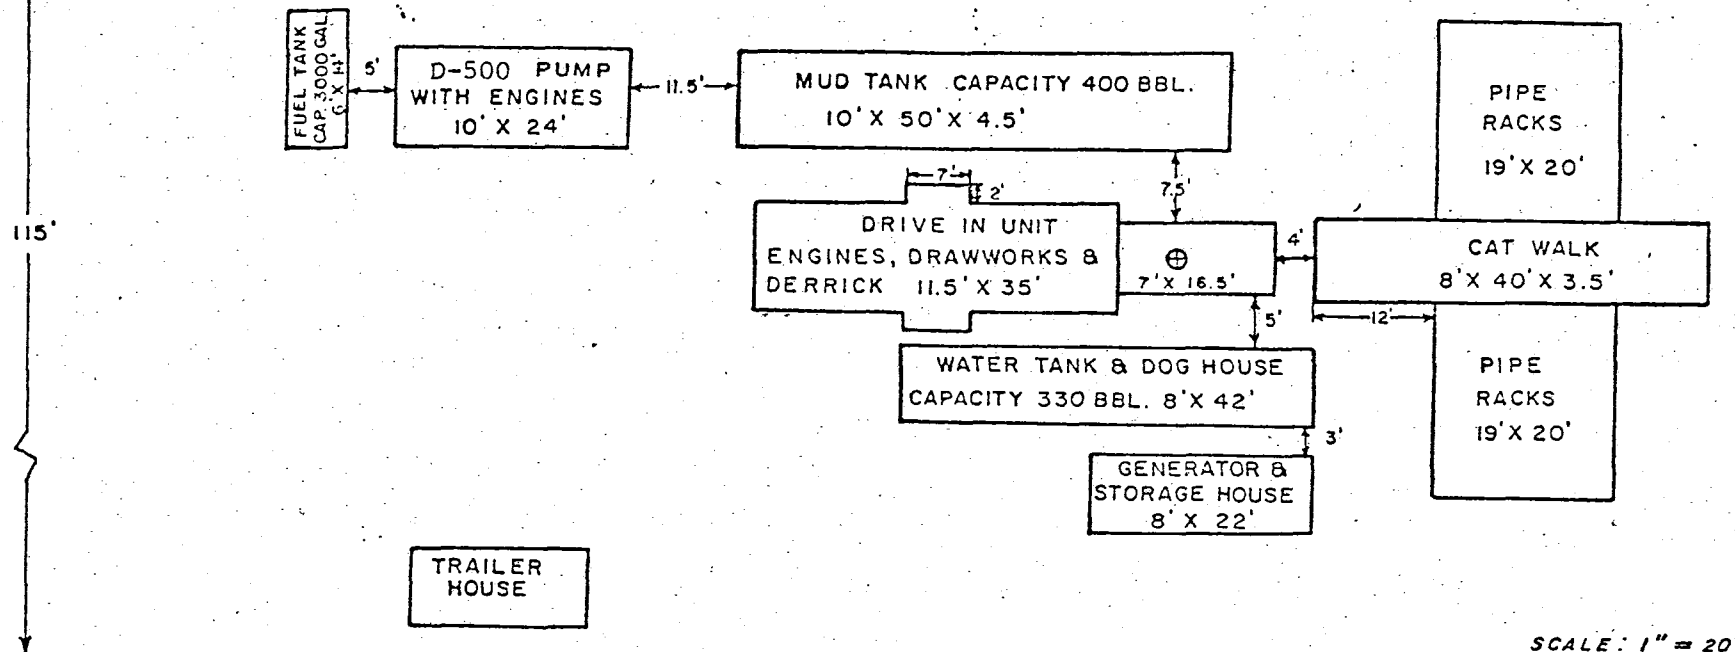 FUEL TANK
CAP. 3000 GAL.
6' X 14'
5'
D-500 PUMP
WITH ENGINES
10' X 24'
11.5'
MUD TANK CAPACITY 400 BBL.
10' X 50' X 4.5'
PIPE
RACKS
19' X 20'
7'
2'
7.5'
115'
DRIVE IN UNIT
ENGINES, DRAWWORKS &
DERRICK 11.5' X 35'
7' X 16.5'
4'
CAT WALK
8' X 40' X 3.5'
5'
12'
WATER TANK & DOG HOUSE
CAPACITY 330 BBL. 8' X 42'
PIPE
RACKS
19' X 20'
3'
GENERATOR &
STORAGE HOUSE
8' X 22'
TRAILER
HOUSE
SCALE: 1" = 20